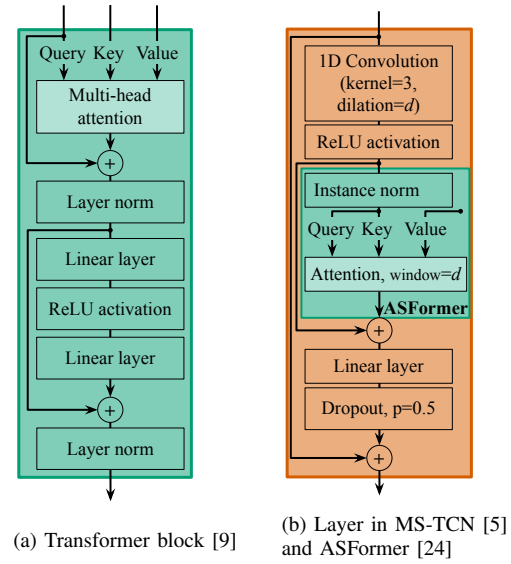 Query Key Value
Multi-head
attention
+
Layer norm
Linear layer
ReLU activation
Linear layer
+
Layer norm
(a) Transformer block [9]
1D Convolution
(kernel=3,
dilation=d)
ReLU activation
Instance norm
Query Key Value
Attention, window=d
ASFormer
+
Linear layer
Dropout, p=0.5
+
(b) Layer in MS-TCN [5]
and ASFormer [24]